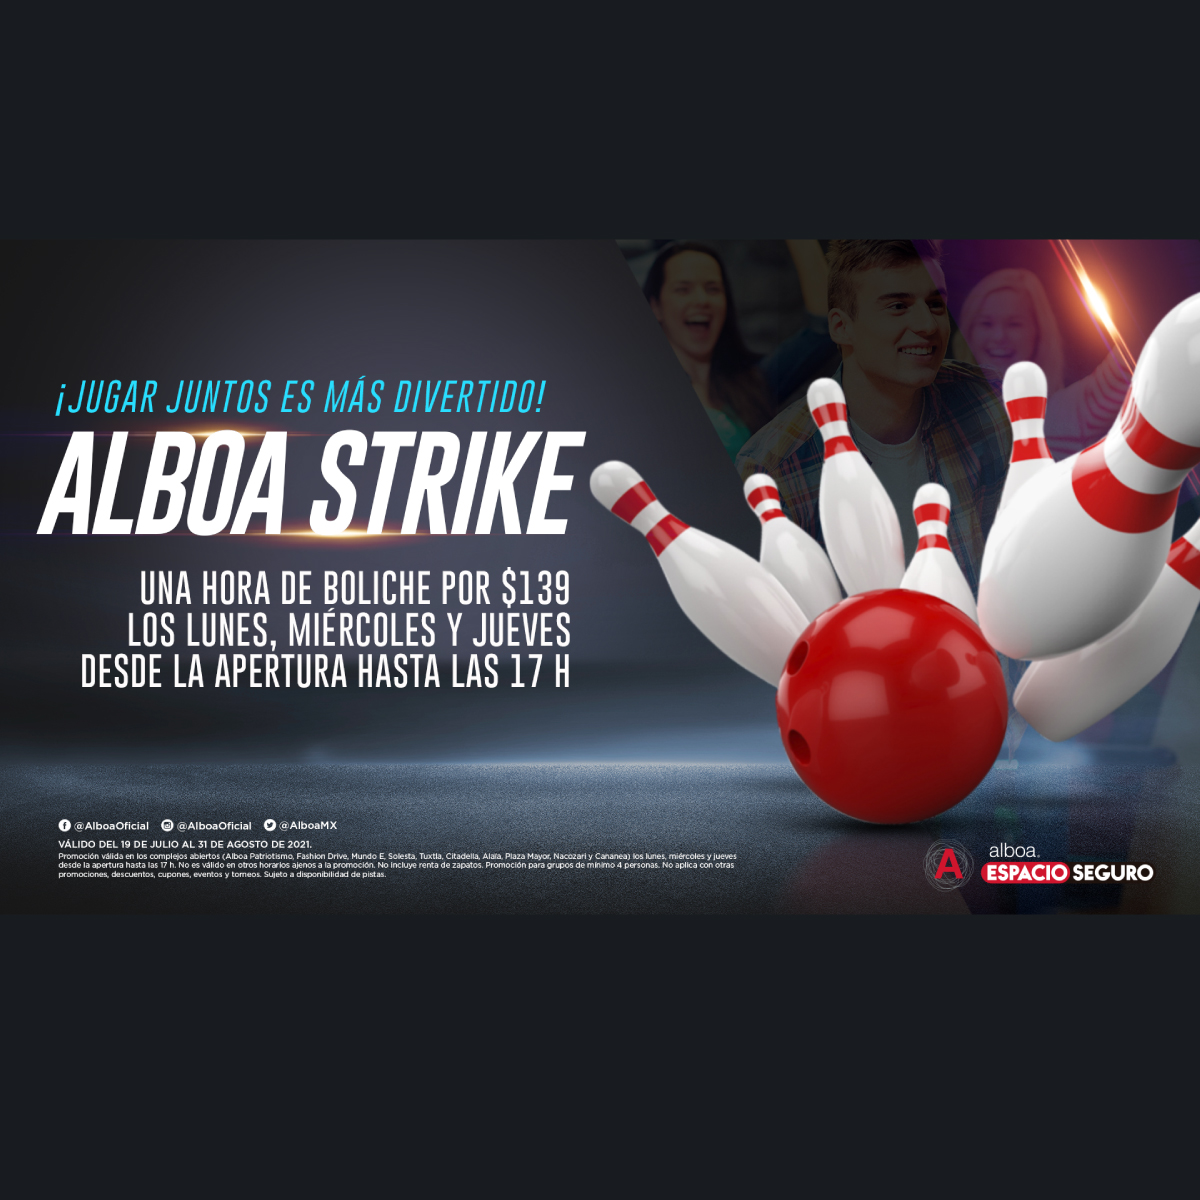 ¡JUGAR JUNTOS ES MÁS DIVERTIDO!
ALBOA STRIKE
UNA HORA DE BOLICHE POR $139
LOS LUNES, MIÉRCOLES Y JUEVES
DESDE LA APERTURA HASTA LAS 17 H
@AlboaOficial @AlboaOficial @AlboaMX
VÁLIDO DEL 19 DE JULIO AL 31 DE AGOSTO DE 2021.
Promoción válida en los complejos abiertos (Alboa Patriotismo, Fashion Drive, Mundo E, Solesta, Tuxtla, Citadella, Alaïa, Plaza Mayor, Nacozari y Cananea) los lunes, miércoles y jueves
desde la apertura hasta las 17 h. No es válido en otros horarios ajenos a la promoción. No incluye renta de zapatos. Promoción para grupos de mínimo 4 personas. No aplica con otras
promociones, descuentos, cupones, eventos y torneos. Sujeto a disponibilidad de pistas.
A
alboa.
ESPACIO SEGURO